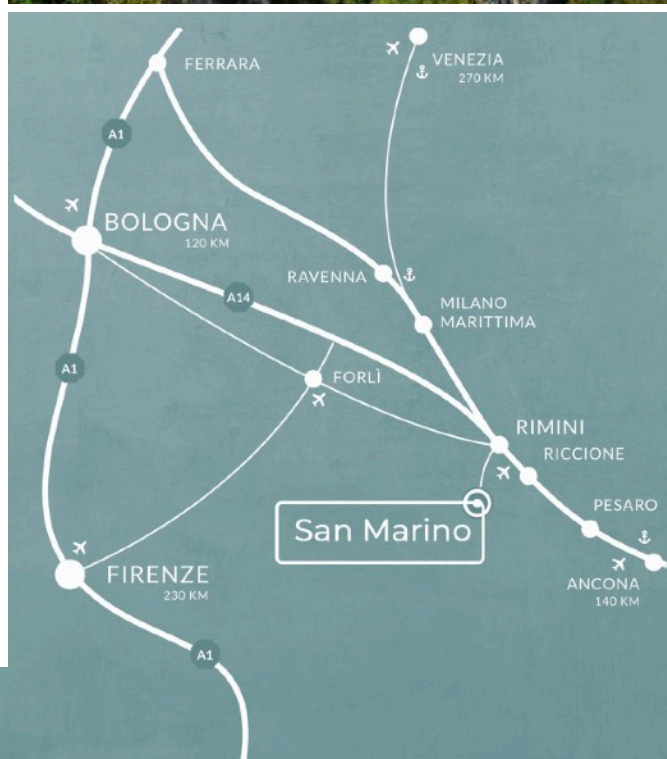 FERRARA
VENEZIA
270 KM
A1
BOLOGNA
120 KM
RAVENNA
A14
MILANO
MARITTIMA
A1
FORLÌ
RIMINI
RICCIONE
San Marino
PESARO
FIRENZE
230 KM
ANCONA
140 KM
A1